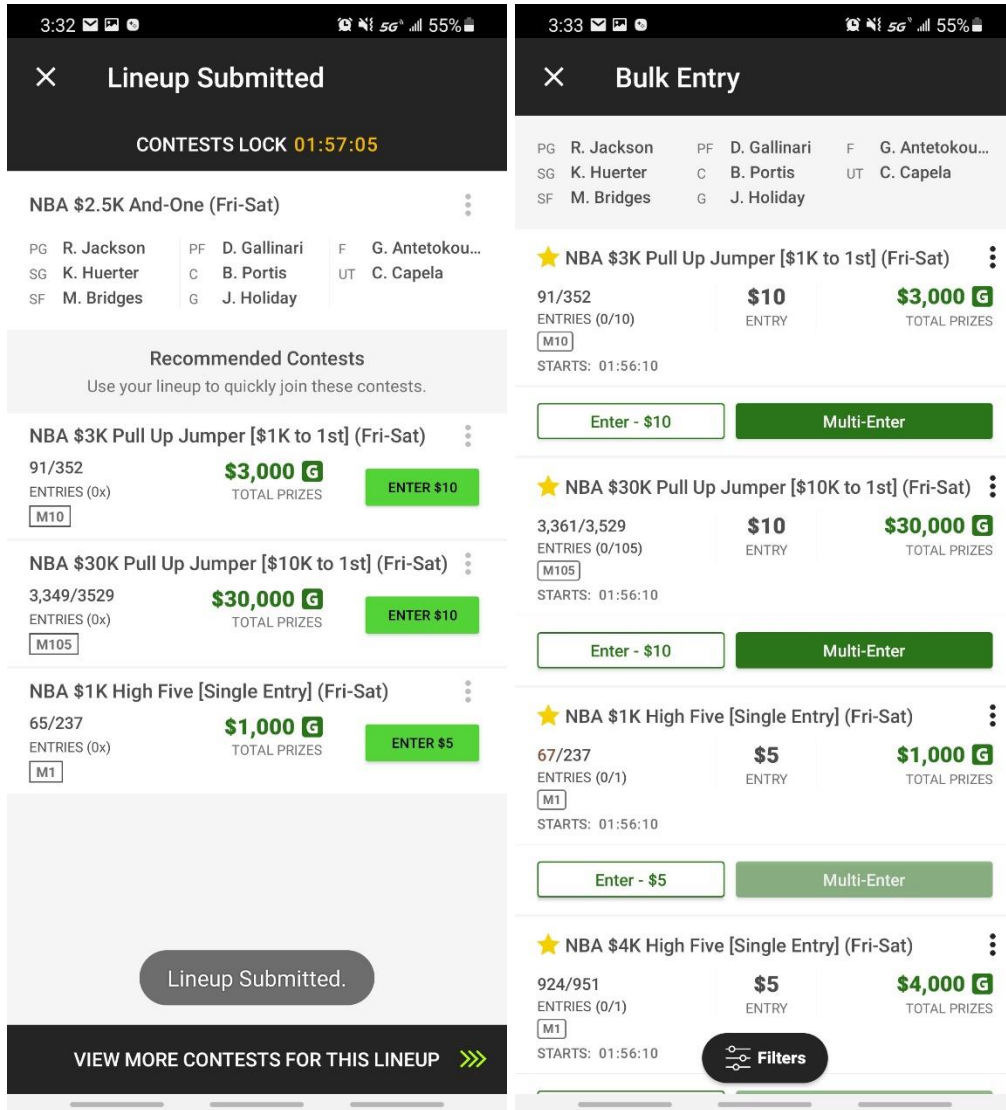 3:32 5G 55%
Lineup Submitted
CONTESTS LOCK 01:57:05
NBA $2.5K And-One (Fri-Sat)
PG R. Jackson PF D. Gallinari F G. Antetokou...
SG K. Huerter C B. Portis UT C. Capela
SF M. Bridges G J. Holiday
Recommended Contests
Use your lineup to quickly join these contests.
NBA $3K Pull Up Jumper [$1K to 1st] (Fri-Sat)
91/352 $3,000 G ENTER $10
ENTRIES (0x) TOTAL PRIZES
M10
NBA $30K Pull Up Jumper [$10K to 1st] (Fri-Sat)
3,349/3529 $30,000 G ENTER $10
ENTRIES (0x) TOTAL PRIZES
M105
NBA $1K High Five [Single Entry] (Fri-Sat)
65/237 $1,000 G ENTER $5
ENTRIES (0x) TOTAL PRIZES
M1
Lineup Submitted.
VIEW MORE CONTESTS FOR THIS LINEUP
3:33 5G 55%
Bulk Entry
PG R. Jackson PF D. Gallinari F G. Antetokou...
SG K. Huerter C B. Portis UT C. Capela
SF M. Bridges G J. Holiday
NBA $3K Pull Up Jumper [$1K to 1st] (Fri-Sat)
91/352 $10 $3,000 G
ENTRIES (0/10) ENTRY TOTAL PRIZES
M10
STARTS: 01:56:10
Enter - $10 Multi-Enter
NBA $30K Pull Up Jumper [$10K to 1st] (Fri-Sat)
3,361/3,529 $10 $30,000 G
ENTRIES (0/105) ENTRY TOTAL PRIZES
M105
STARTS: 01:56:10
Enter - $10 Multi-Enter
NBA $1K High Five [Single Entry] (Fri-Sat)
67/237 $5 $1,000 G
ENTRIES (0/1) ENTRY TOTAL PRIZES
M1
STARTS: 01:56:10
Enter - $5 Multi-Enter
NBA $4K High Five [Single Entry] (Fri-Sat)
924/951 $5 $4,000 G
ENTRIES (0/1) ENTRY TOTAL PRIZES
M1
STARTS: 01:56:10
Filters